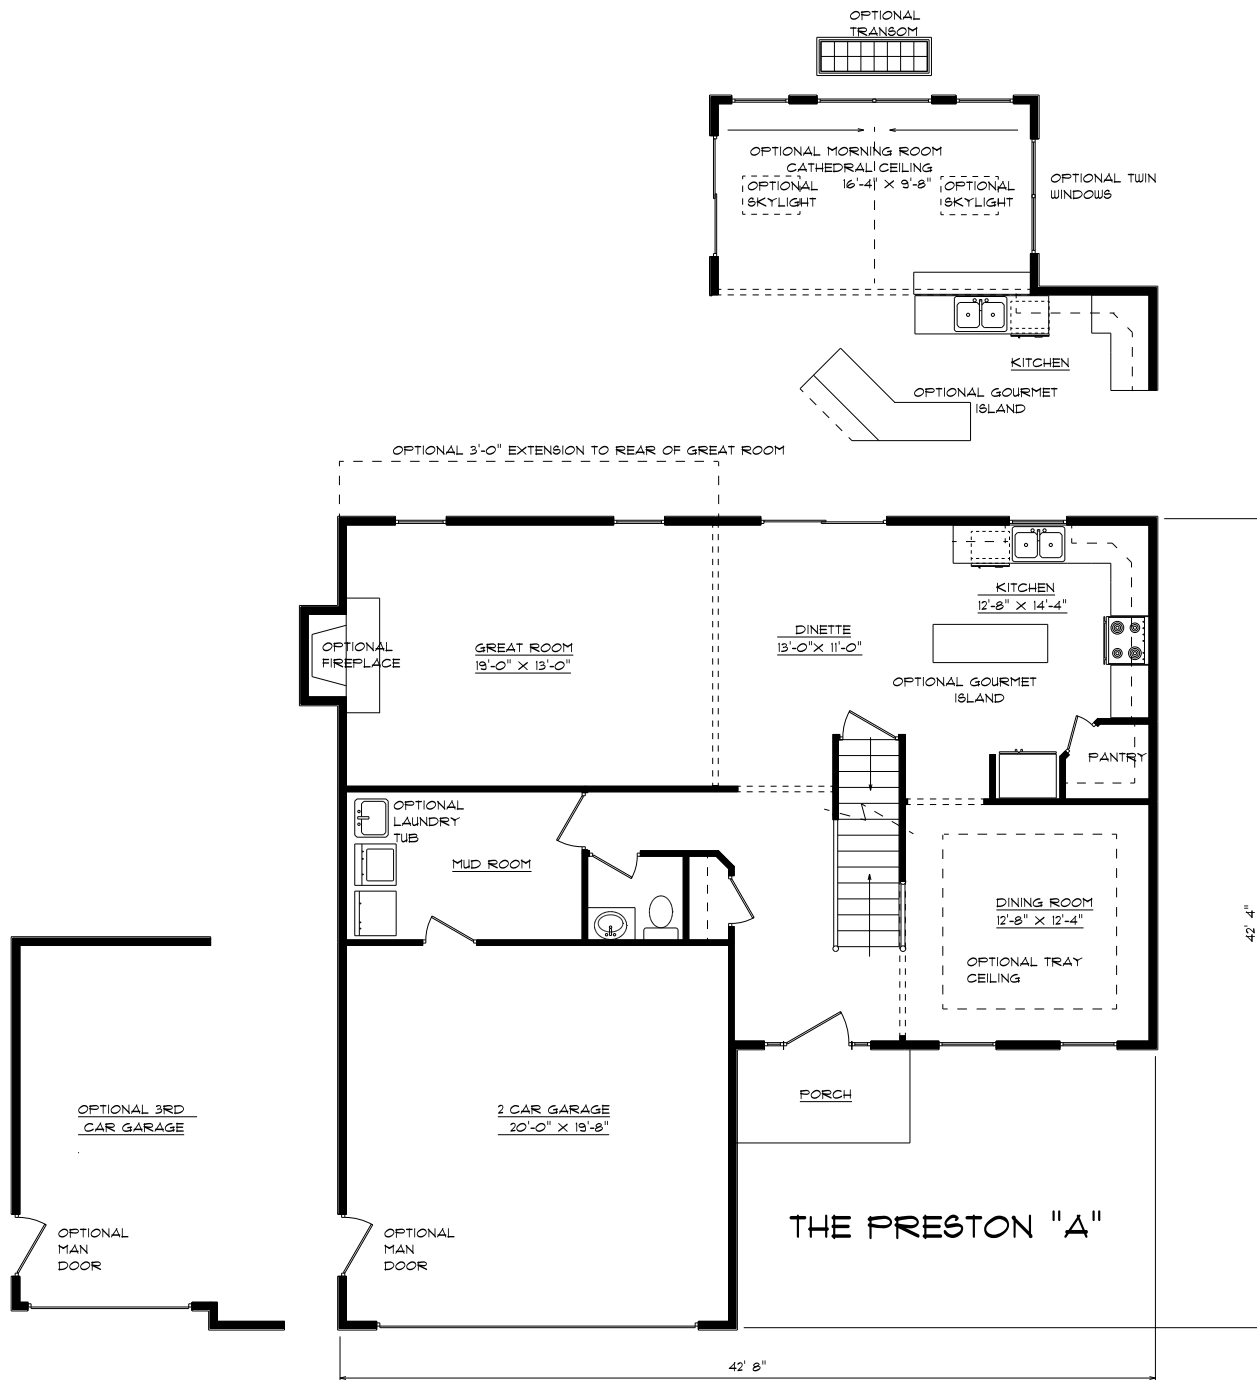 OPTIONAL
TRANSOM
OPTIONAL MORNING ROOM
CATHEDRAL CEILING
16'-4" X 9'-8"
OPTIONAL
SKYLIGHT
OPTIONAL
SKYLIGHT
OPTIONAL TWIN
WINDOWS
KITCHEN
OPTIONAL GOURMET
ISLAND
OPTIONAL 3'-0" EXTENSION TO REAR OF GREAT ROOM
KITCHEN
12'-8" X 14'-4"
DINETTE
13'-0"X 11'-0"
OPTIONAL
FIREPLACE
GREAT ROOM
19'-0" X 13'-0"
OPTIONAL GOURMET
ISLAND
PANTRY
OPTIONAL
LAUNDRY
TUB
MUD ROOM
DINING ROOM
12'-8" X 12'-4"
OPTIONAL TRAY
CEILING
42' 4"
OPTIONAL 3RD
CAR GARAGE
2 CAR GARAGE
20'-0" X 19'-8"
PORCH
OPTIONAL
MAN
DOOR
OPTIONAL
MAN
DOOR
THE PRESTON "A"
42' 8"